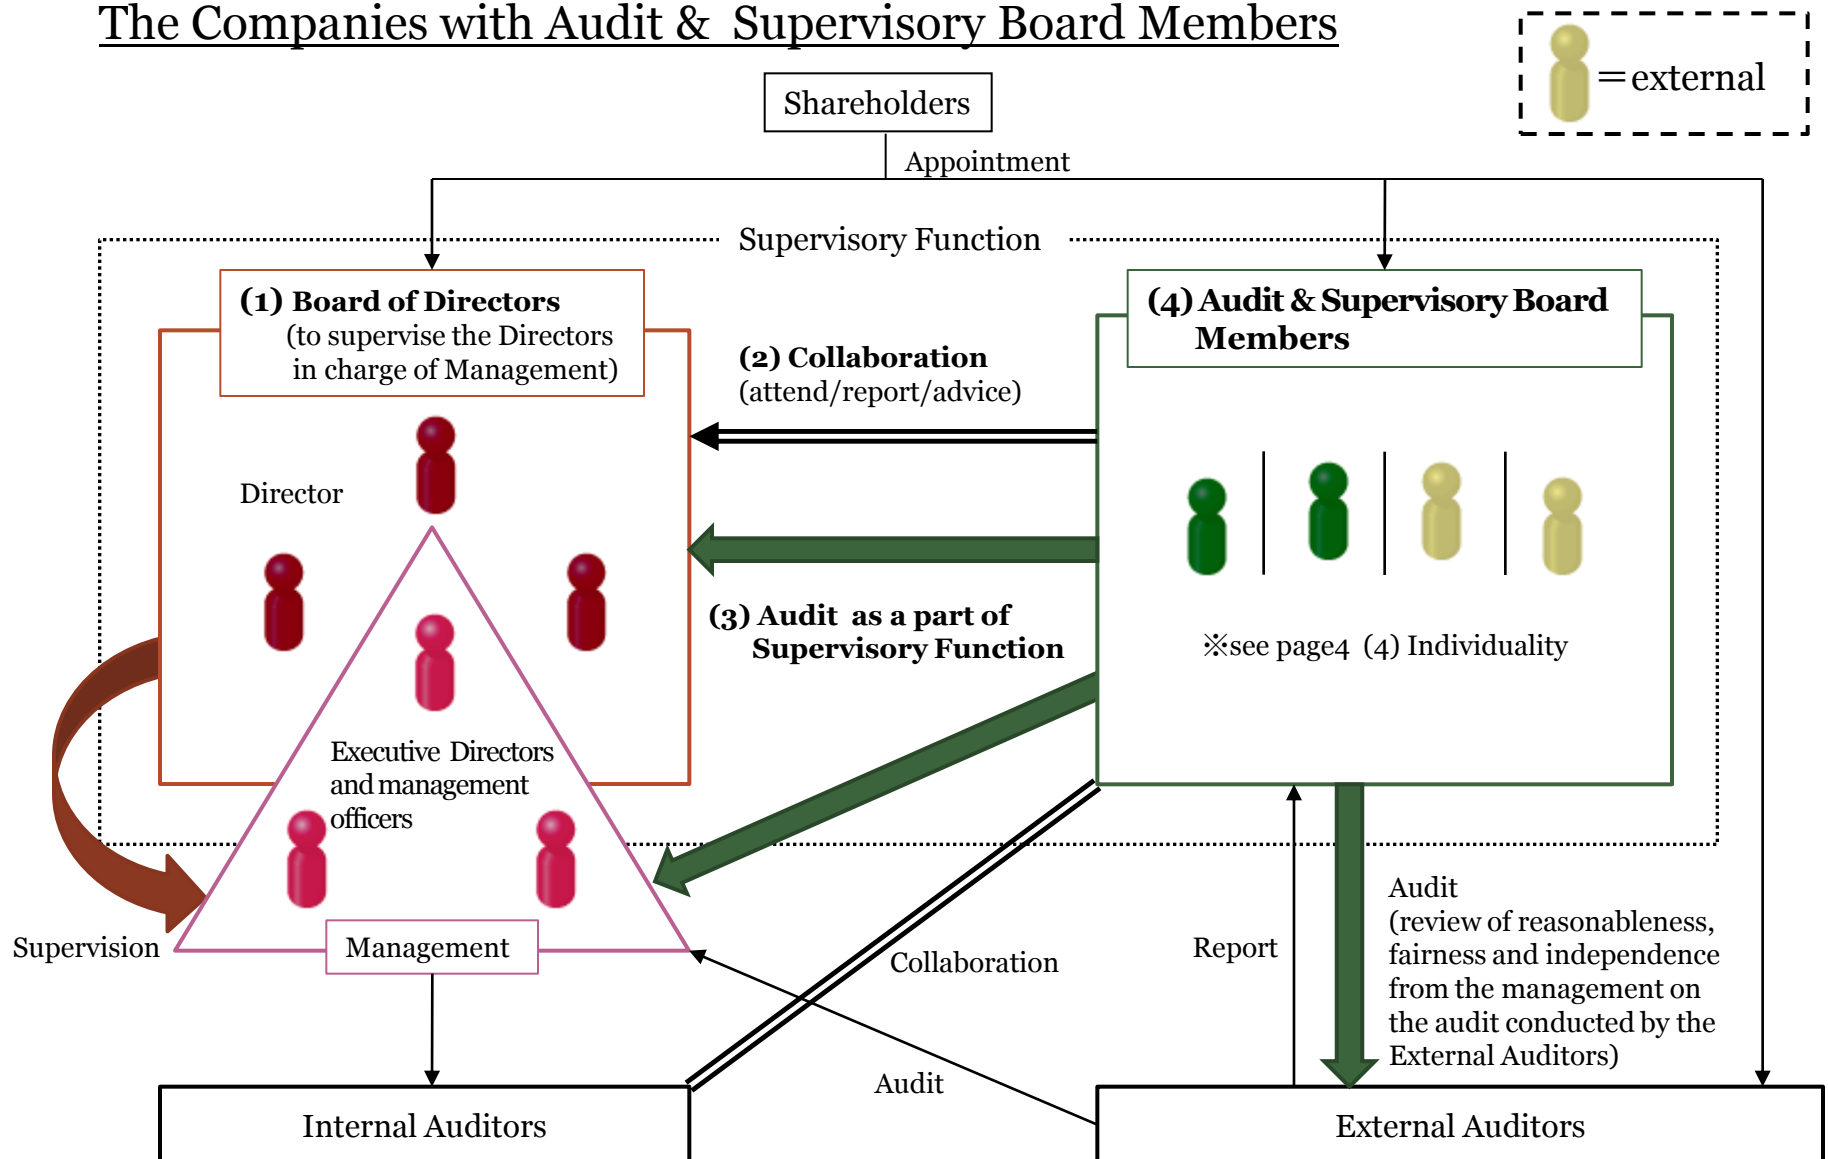 The Companies with Audit & Supervisory Board Members
＝external
Shareholders
Appointment
Supervisory Function
(1) Board of Directors
(to supervise the Directors
in charge of Management)
(4) Audit & Supervisory Board
Members
(2) Collaboration
(attend/report/advice)
Director
(3) Audit as a part of
Supervisory Function
※see page4 (4) Individuality
Executive Directors
and management
officers
Supervision
Management
Collaboration
Report
Audit
(review of reasonableness,
fairness and independence
from the management on
the audit conducted by the
External Auditors)
Audit
Internal Auditors
External Auditors